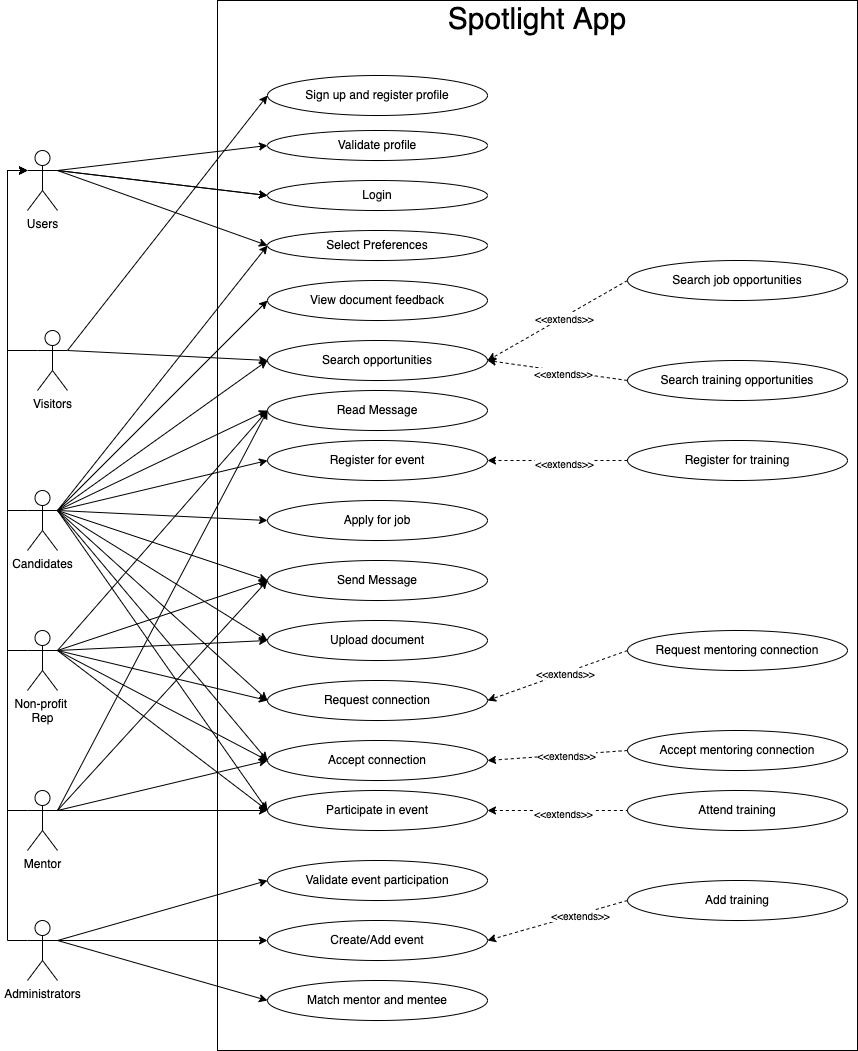 Spotlight App
Sign up and register profile
Validate profile
Users
Login
Select Preferences
Search job opportunities
View document feedback
<<extends>>
Visitors
Search opportunities
<<extends>>
Search training opportunities
Read Message
Register for event
<<extends>>
Register for training
Candidates
Apply for job
Send Message
Upload document
Non-profit
Rep
Request mentoring connection
<<extends>>
Request connection
Accept connection
<<extends>>
Accept mentoring connection
Mentor
Participate in event
<<extends>>
Attend training
Validate event participation
Add training
<<extends>>
Administrators
Create/Add event
Match mentor and mentee